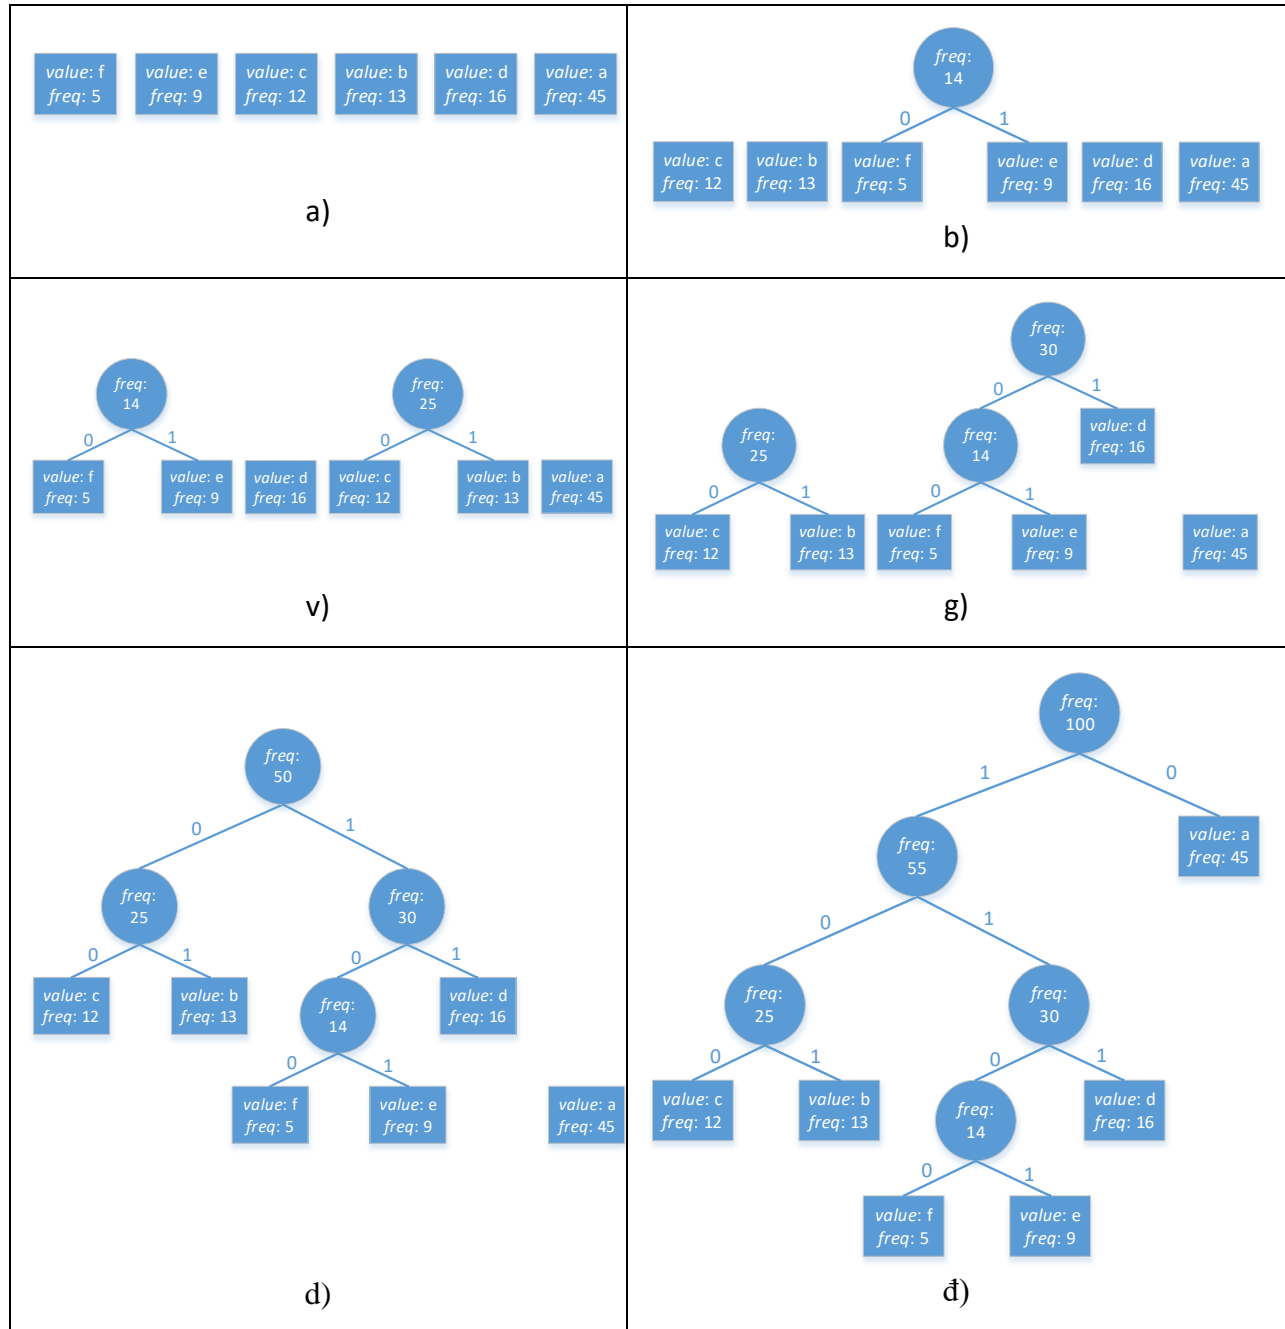 value: f
freq: 5
value: e
freq: 9
value: c
freq: 12
value: b
freq: 13
value: d
freq: 16
value: a
freq: 45
a)
freq:
14
0
1
value: c
freq: 12
value: b
freq: 13
value: f
freq: 5
value: e
freq: 9
value: d
freq: 16
value: a
freq: 45
b)
freq:
14
0
1
freq:
25
0
1
value: f
freq: 5
value: e
freq: 9
value: d
freq: 16
value: c
freq: 12
value: b
freq: 13
value: a
freq: 45
v)
freq:
30
0
1
freq:
25
0
1
freq:
14
0
1
value: d
freq: 16
value: c
freq: 12
value: b
freq: 13
value: f
freq: 5
value: e
freq: 9
value: a
freq: 45
g)
freq:
50
0
1
freq:
25
0
1
freq:
30
0
1
value: c
freq: 12
value: b
freq: 13
freq:
14
0
1
value: d
freq: 16
value: f
freq: 5
value: e
freq: 9
value: a
freq: 45
d)
freq:
100
1
0
freq:
55
0
1
value: a
freq: 45
freq:
25
0
1
freq:
30
0
1
value: c
freq: 12
value: b
freq: 13
freq:
14
0
1
value: d
freq: 16
value: f
freq: 5
value: e
freq: 9
đ)